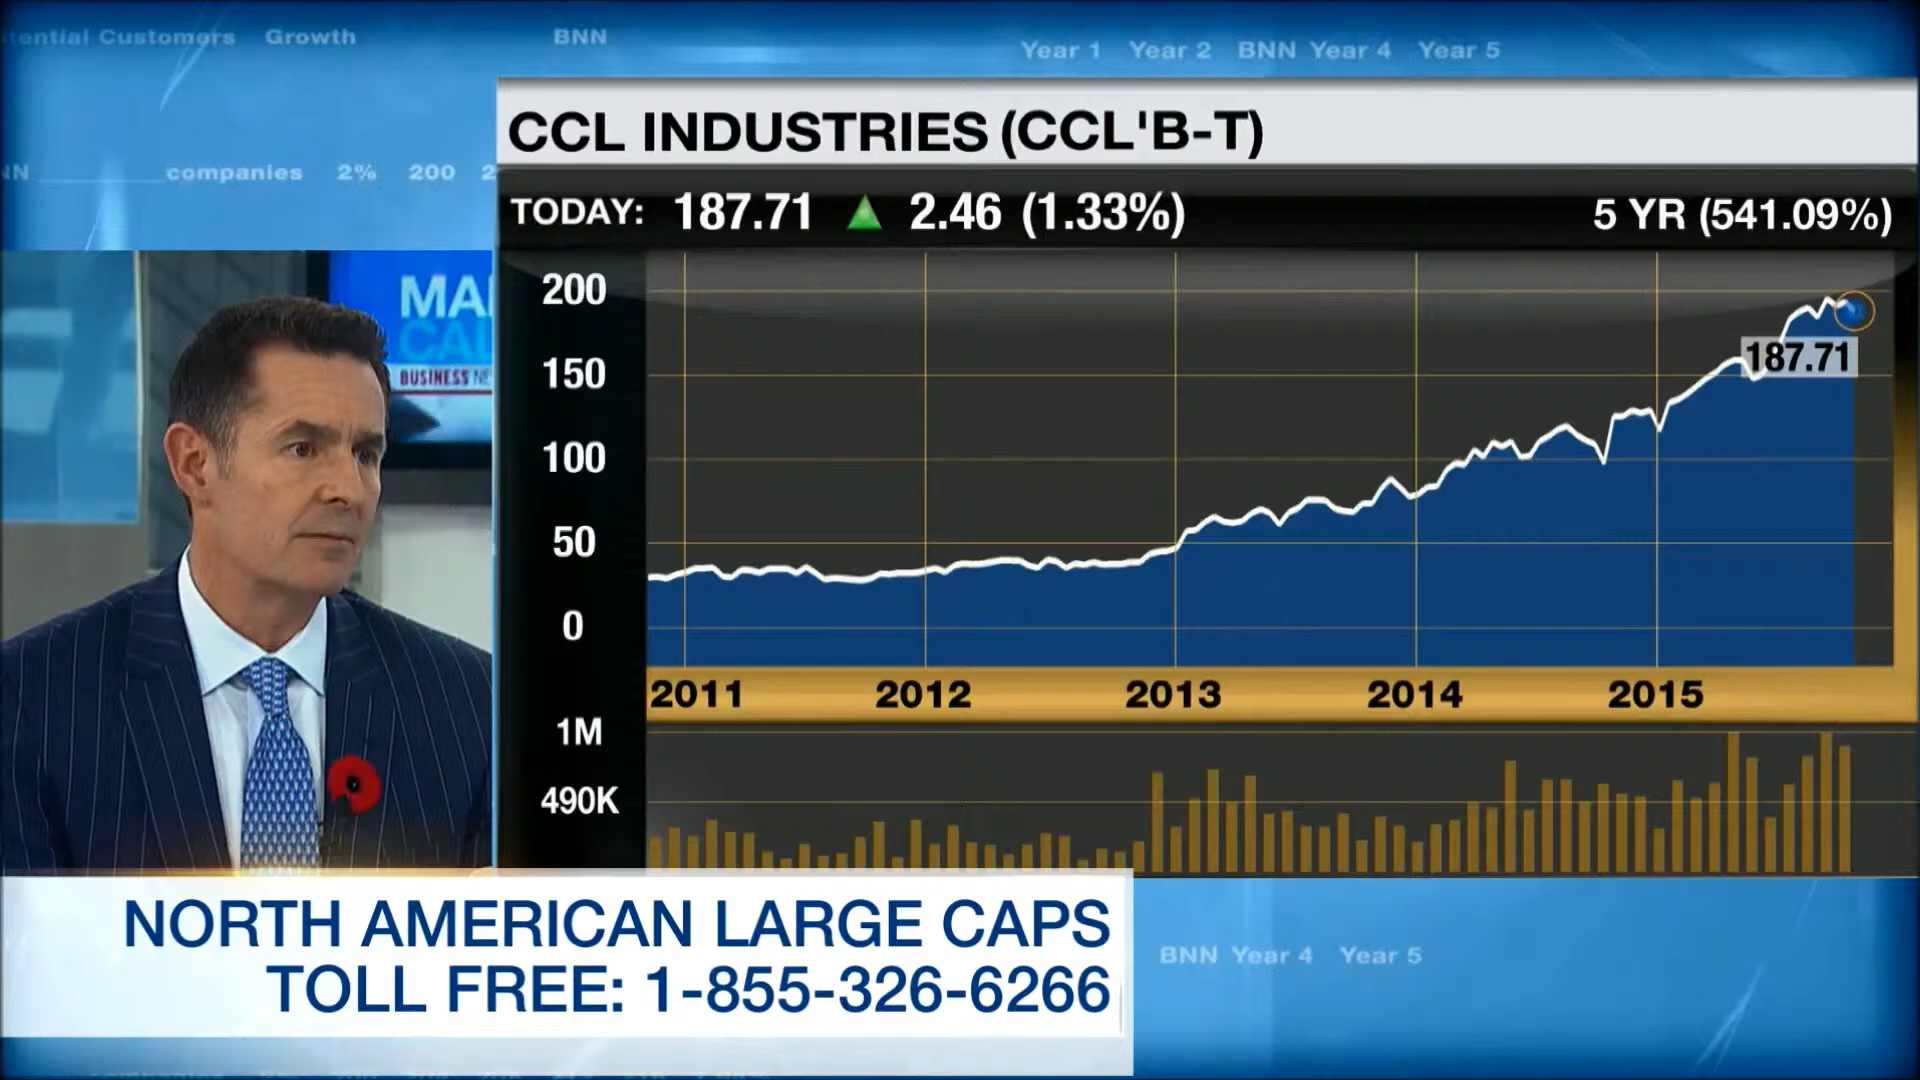 Customers Growth BNN
Year 1 Year 2 BNN Year 4 Year 5
companies 2% 200
CCL INDUSTRIES (CCL'B-T)
TODAY: 187.71 2.46 (1.33%) 5 YR (541.09%)
200
150
100
50
0
187.71
2011 2012 2013 2014 2015
1M
490K
BUSINESS
NORTH AMERICAN LARGE CAPS
TOLL FREE: 1-855-326-6266
BNN Year 4 Year 5